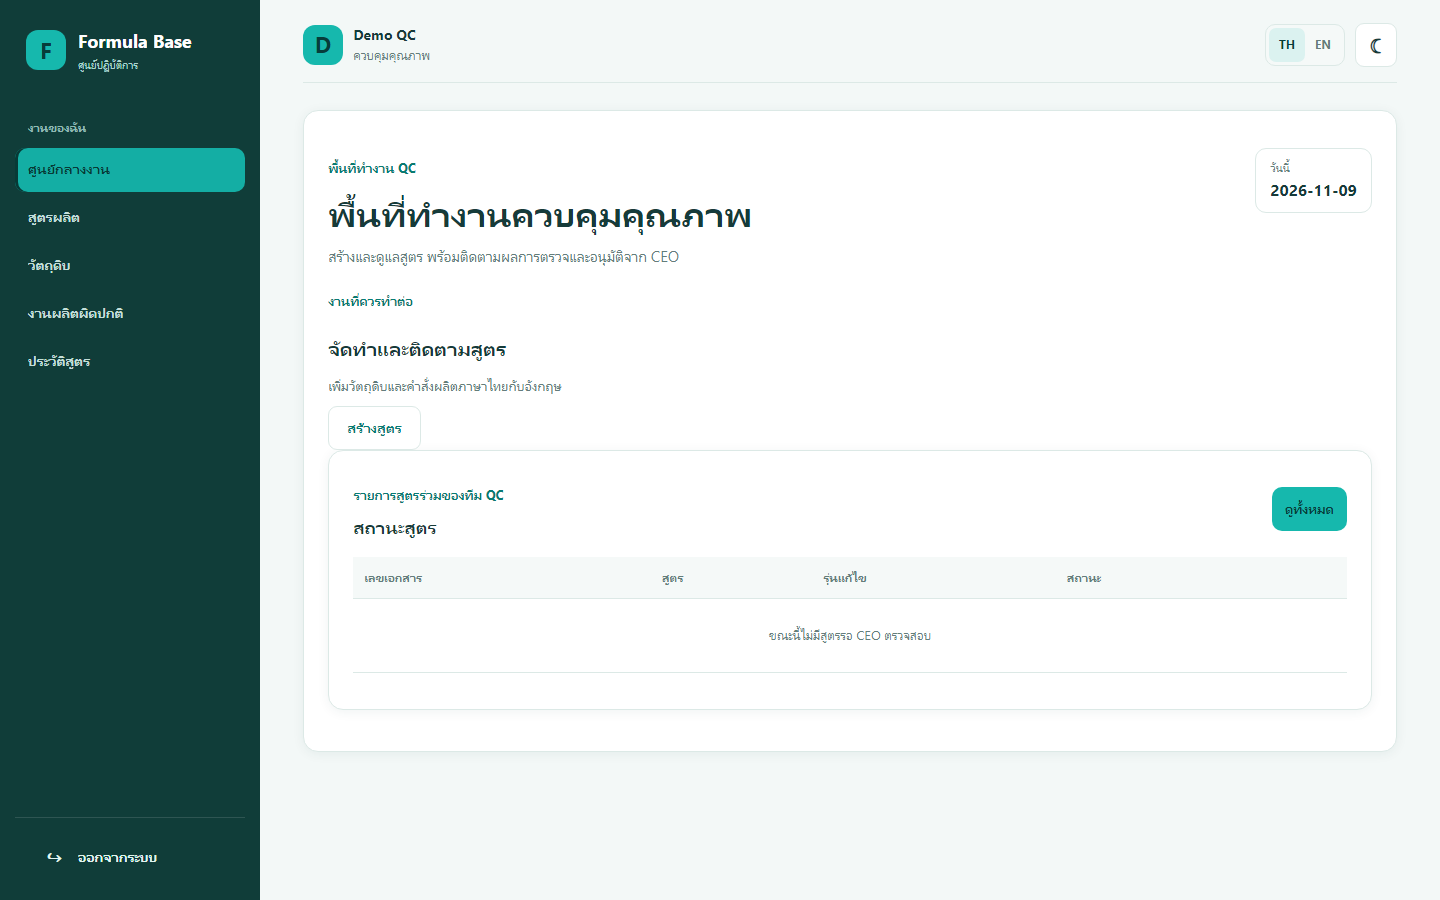 F
Formula Base
ศูนย์ปฏิบัติการ
งานของฉัน
ศูนย์กลางงาน
สูตรผลิต
วัตถุดิบ
งานผลิตผิดปกติ
ประวัติสูตร
ออกจากระบบ
D
Demo QC
ควบคุมคุณภาพ
TH EN
พื้นที่ทำงาน QC
พื้นที่ทำงานควบคุมคุณภาพ
สร้างและดูแลสูตร พร้อมติดตามผลการตรวจและอนุมัติจาก CEO
วันนี้
2026-11-09
งานที่ควรทำต่อ
จัดทำและติดตามสูตร
เพิ่มวัตถุดิบและคำสั่งผลิตภาษาไทยกับอังกฤษ
สร้างสูตร
รายการสูตรร่วมของทีม QC
สถานะสูตร
ดูทั้งหมด
เลขเอกสาร สูตร รุ่นแก้ไข สถานะ
ขณะนี้ไม่มีสูตรรอ CEO ตรวจสอบ